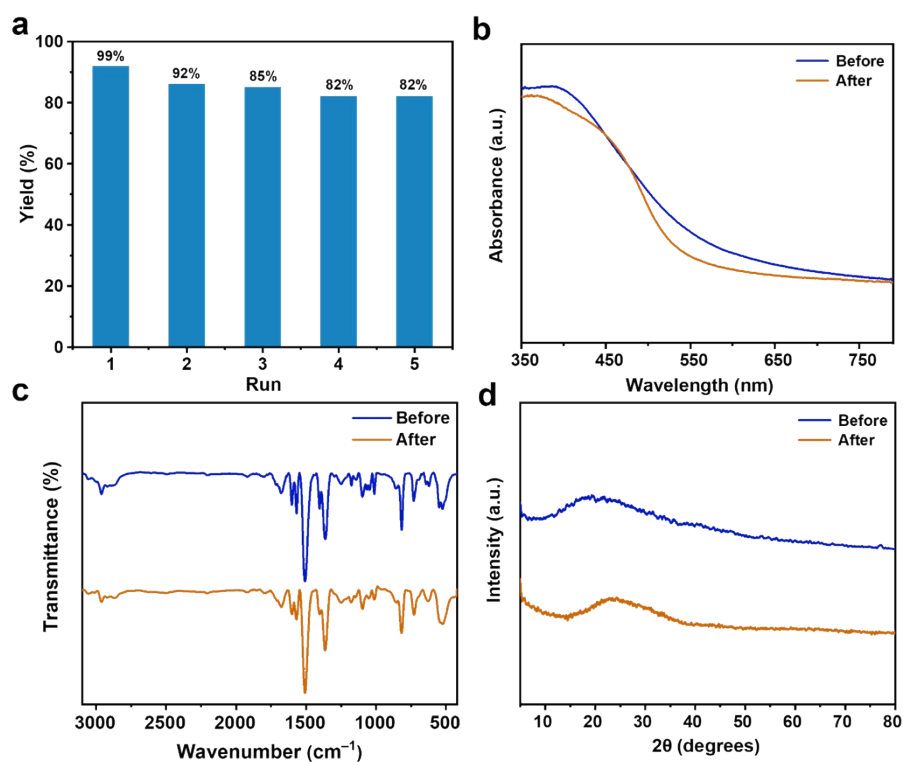 a
100
80
60
40
20
0
Yield (%)
99%
92%
85%
82%
82%
1
2
3
4
5
Run
b
Before
After
Absorbance (a.u.)
350
450
550
650
750
Wavelength (nm)
c
Before
After
Transmittance (%)
3000
2500
2000
1500
1000
500
Wavenumber (cm⁻¹)
d
Before
After
Intensity (a.u.)
10
20
30
40
50
60
70
80
2θ (degrees)